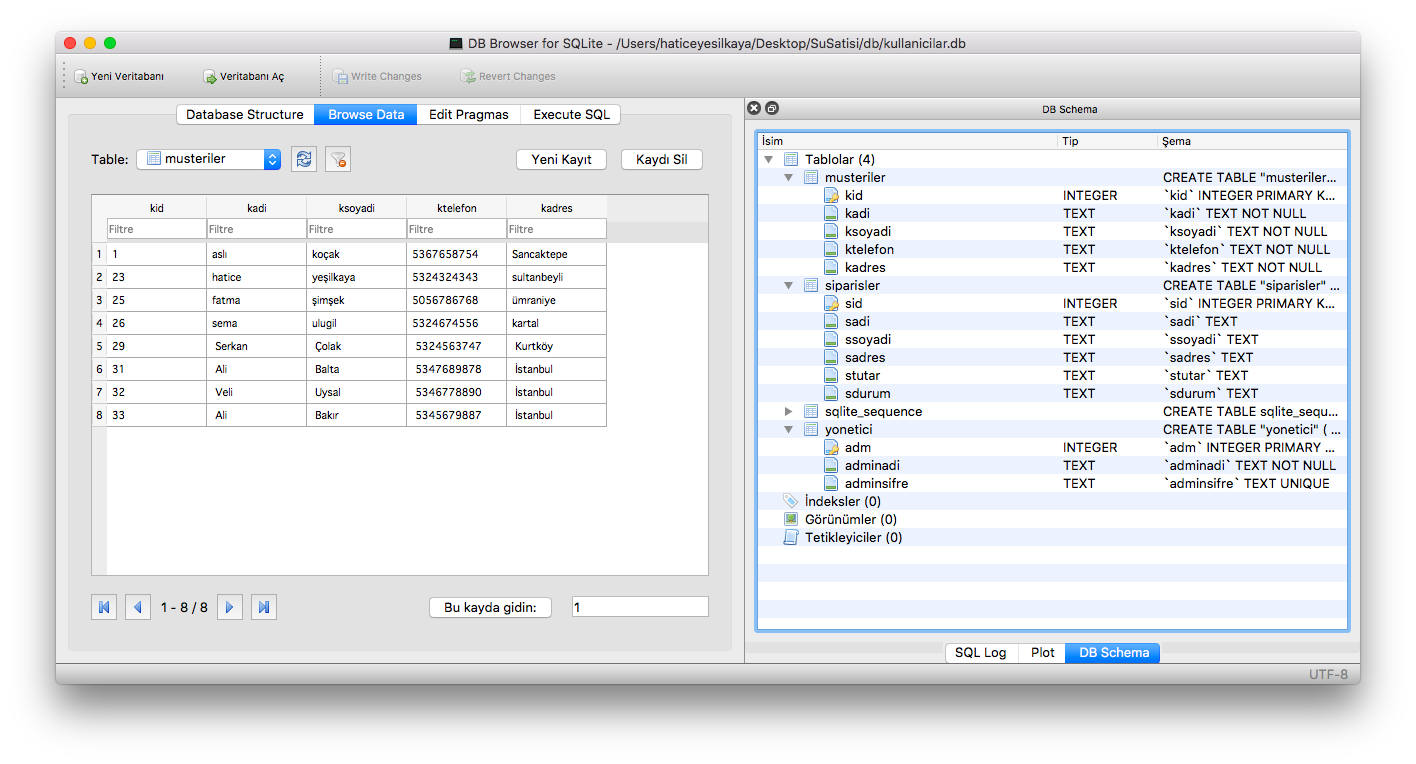 DB Browser for SQLite - /Users/haticeyesilkaya/Desktop/SuSatisi/db/kullanicilar.db
Yeni Veritabanı Veritabanı Aç Write Changes Revert Changes
Database Structure Browse Data Edit Pragmas Execute SQL
Table: musteriler Yeni Kayıt Kaydı Sil
kid kadi ksoyadi ktelefon kadres
Filtre Filtre Filtre Filtre Filtre
1 1 aslı koçak 5367658754 Sancaktepe
2 23 hatice yeşilkaya 5324324343 sultanbeyli
3 25 fatma şimşek 5056786768 ümraniye
4 26 sema ulugil 5324674556 kartal
5 29 Serkan Çolak 5324563747 Kurtköy
6 31 Ali Balta 5347689878 İstanbul
7 32 Veli Uysal 5346778890 İstanbul
8 33 Ali Bakır 5345679887 İstanbul
1 - 8 / 8 Bu kayda gidin: 1
DB Schema
İsim Tip Şema
Tablolar (4)
musteriler CREATE TABLE "musteriler...
kid INTEGER `kid` INTEGER PRIMARY K...
kadi TEXT `kadi` TEXT NOT NULL
ksoyadi TEXT `ksoyadi` TEXT NOT NULL
ktelefon TEXT `ktelefon` TEXT NOT NULL
kadres TEXT `kadres` TEXT NOT NULL
siparisler CREATE TABLE "siparisler" ...
sid INTEGER `sid` INTEGER PRIMARY K...
sadi TEXT `sadi` TEXT
ssoyadi TEXT `ssoyadi` TEXT
sadres TEXT `sadres` TEXT
stutar TEXT `stutar` TEXT
sdurum TEXT `sdurum` TEXT
sqlite_sequence CREATE TABLE sqlite_sequ...
yonetici CREATE TABLE "yonetici" ( ...
adm INTEGER `adm` INTEGER PRIMARY ...
adminadi TEXT `adminadi` TEXT NOT NULL
adminsifre TEXT `adminsifre` TEXT UNIQUE
İndeksler (0)
Görünümler (0)
Tetikleyiciler (0)
SQL Log Plot DB Schema
UTF-8